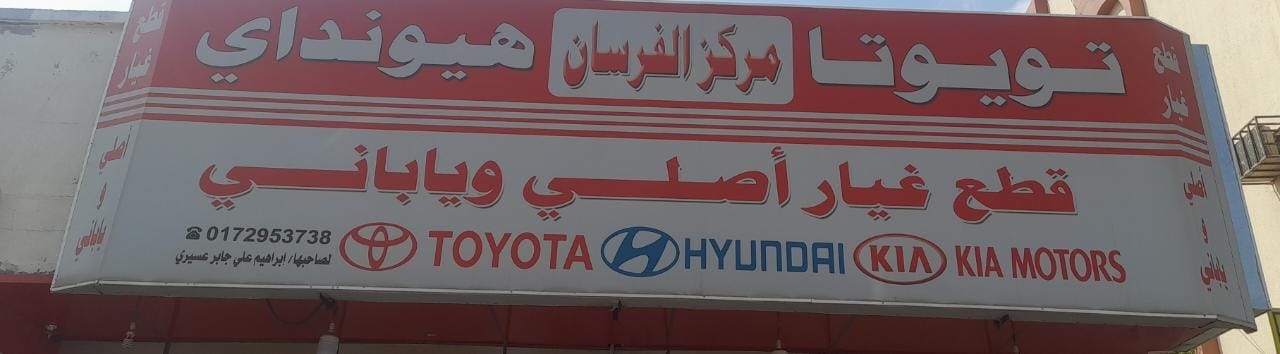 تويوتا مركز الفرسان هيونداي
قطع غيار أصلي وياباني
KIA KIA MOTORS HYUNDAI TOYOTA
☎ 0172953738
لصاحبها/ ابراهيم علي جابر عسيري
قطع
غيار
أصلي
و
ياباني
قطع
غيار
أصلي
و
ياباني